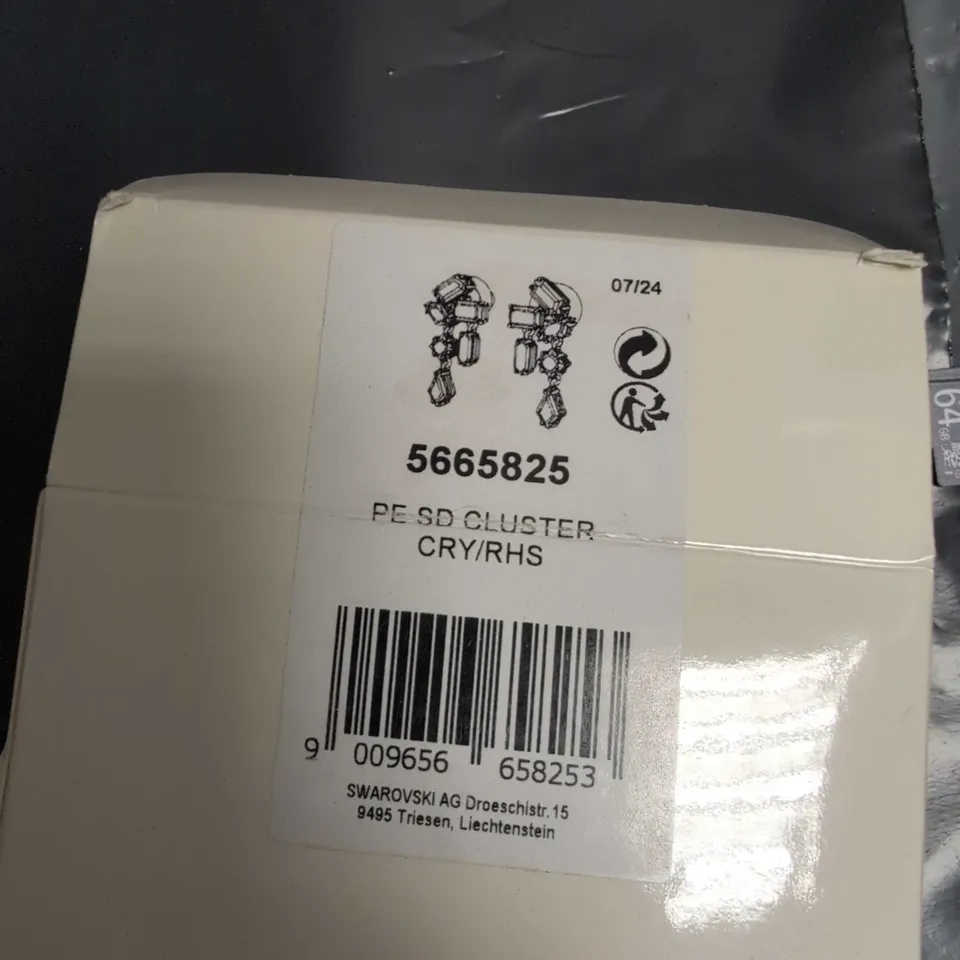 07/24
5665825
PE SD CLUSTER
CRY/RHS
9 009656 658253
SWAROVSKI AG Droeschistr.15
9495 Triesen, Liechtenstein
64
GB